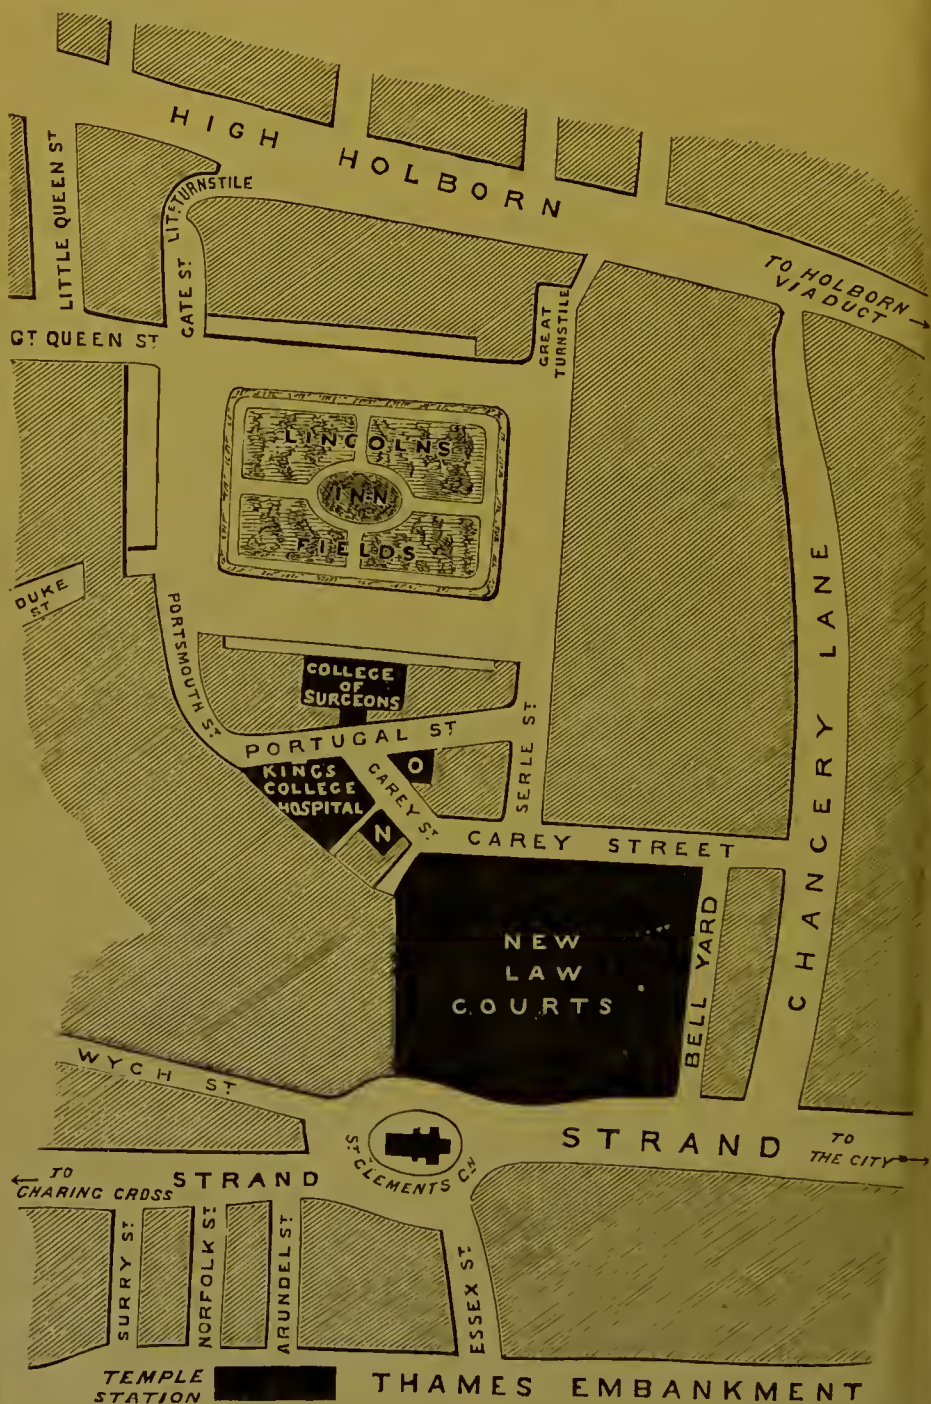 HIGH HOLBORN
LITTLE QUEEN ST
LIT. TURNSTILE
GATE ST
GT QUEEN ST
GREAT
TURNSTILE
TO HOLBORN
VIADUCT
LINCOLNS
INN
FIELDS
DUKE
ST
PORTSMOUTH ST
COLLEGE
OF
SURGEONS
PORTUGAL ST
SERLE ST
CHANCERY LANE
KINGS
COLLEGE
HOSPITAL
CAREY ST
O
N
CAREY STREET
NEW
LAW
COURTS
BELL YARD
WYCH ST
ST CLEMENTS CH
STRAND
TO
THE CITY
TO
CHARING CROSS
STRAND
SURRY ST
NORFOLK ST
ARUNDEL ST
ESSEX ST
TEMPLE
STATION
THAMES EMBANKMENT